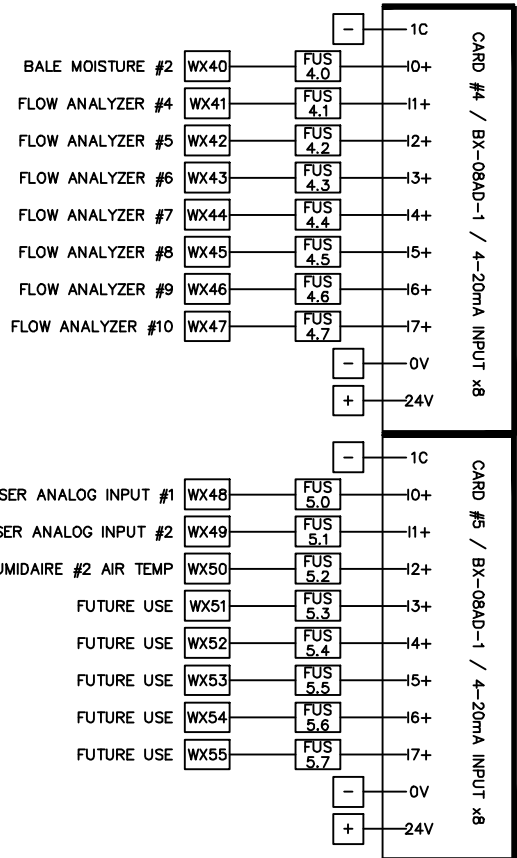 - 1C
BALE MOISTURE #2 WX40 FUS 4.0 I0+
FLOW ANALYZER #4 WX41 FUS 4.1 I1+
FLOW ANALYZER #5 WX42 FUS 4.2 I2+
FLOW ANALYZER #6 WX43 FUS 4.3 I3+
FLOW ANALYZER #7 WX44 FUS 4.4 I4+
FLOW ANALYZER #8 WX45 FUS 4.5 I5+
FLOW ANALYZER #9 WX46 FUS 4.6 I6+
FLOW ANALYZER #10 WX47 FUS 4.7 I7+
- 0V
+ 24V
CARD #4 / BX-08AD-1 / 4-20mA INPUT x8
- 1C
SER ANALOG INPUT #1 WX48 FUS 5.0 I0+
SER ANALOG INPUT #2 WX49 FUS 5.1 I1+
UMIDAIRE #2 AIR TEMP WX50 FUS 5.2 I2+
FUTURE USE WX51 FUS 5.3 I3+
FUTURE USE WX52 FUS 5.4 I4+
FUTURE USE WX53 FUS 5.5 I5+
FUTURE USE WX54 FUS 5.6 I6+
FUTURE USE WX55 FUS 5.7 I7+
- 0V
+ 24V
CARD #5 / BX-08AD-1 / 4-20mA INPUT x8